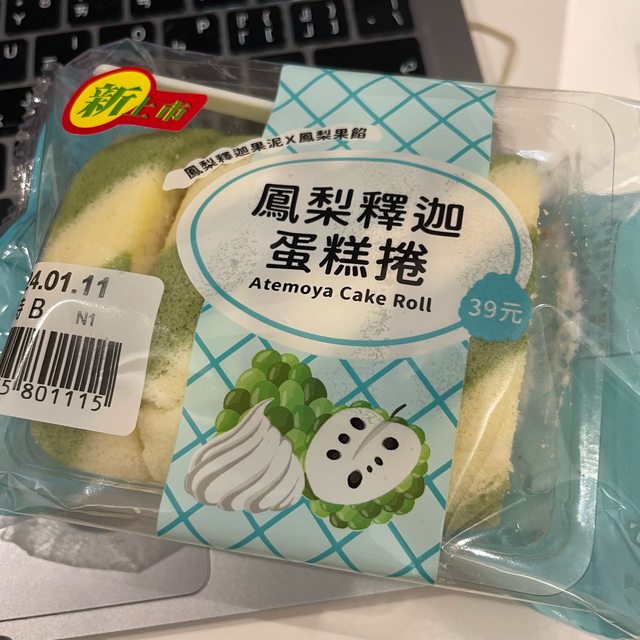 新上市
鳳梨釋迦果泥X鳳梨果餡
鳳梨釋迦
蛋糕捲
Atemoya Cake Roll
39元
4.01.11
B
N1
5801115